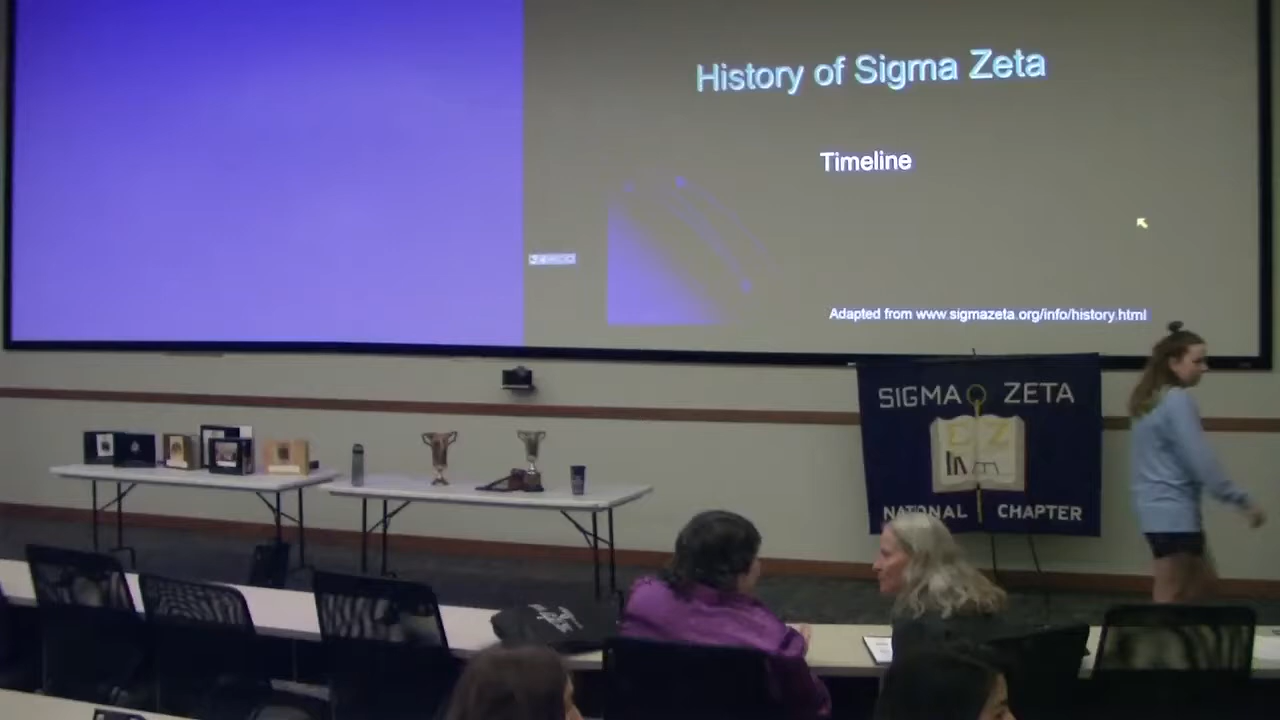 History of Sigma Zeta
Timeline
Adapted from www.sigmazeta.org/info/history.html
SIGMA ZETA
Σ Z
NATIONAL CHAPTER